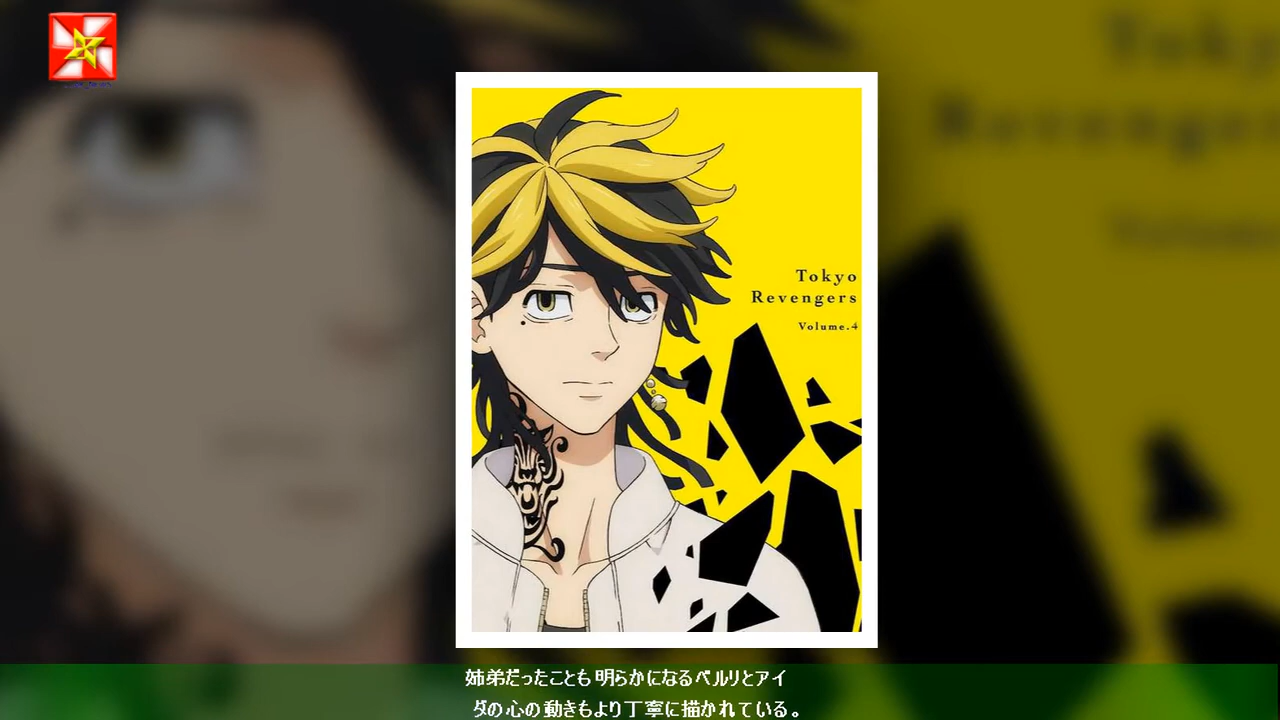 Tokyo
Revengers
Volume.4
姉弟だったことも明らかになるベルリとアイ
ダの心の動きもより丁寧に描かれている。